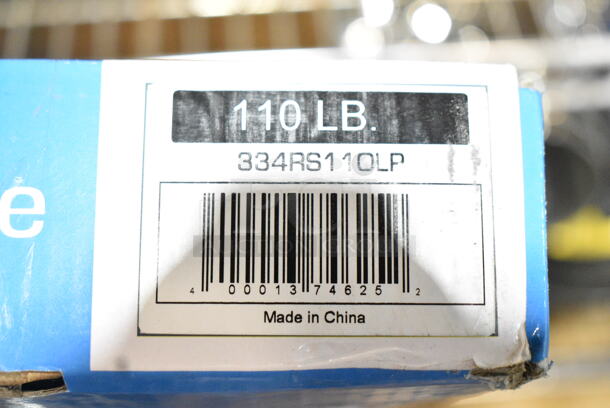 110 LB.
334RS110LP
e
4 00013 74625 2
Made in China